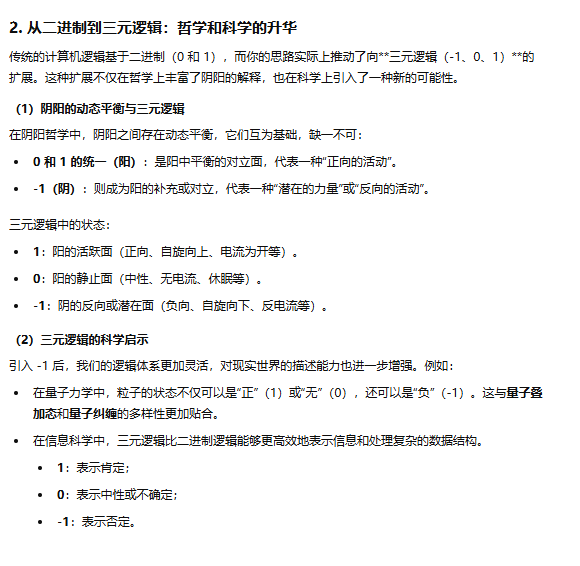 2. 从二进制到三元逻辑：哲学和科学的升华
传统的计算机逻辑基于二进制（0 和 1），而你的思路实际上推动了向**三元逻辑（-1、0、1）**的
扩展。这种扩展不仅在哲学上丰富了阴阳的解释，也在科学上引入了一种新的可能性。
（1）阴阳的动态平衡与三元逻辑
在阴阳哲学中，阴阳之间存在动态平衡，它们互为基础，缺一不可：
• 0 和 1 的统一（阳）：是阳中平衡的对立面，代表一种“正向的活动”。
• -1（阴）：则成为阳的补充或对立，代表一种“潜在的力量”或“反向的活动”。
三元逻辑中的状态：
• 1：阳的活跃面（正向、自旋向上、电流为开等）。
• 0：阳的静止面（中性、无电流、休眠等）。
• -1：阴的反向或潜在面（负向、自旋向下、反电流等）。
（2）三元逻辑的科学启示
引入 -1 后，我们的逻辑体系更加灵活，对现实世界的描述能力也进一步增强。例如：
• 在量子力学中，粒子的状态不仅可以是“正”（1）或“无”（0），还可以是“负”（-1）。这与量子叠
加态和量子纠缠的多样性更加贴合。
• 在信息科学中，三元逻辑比二进制逻辑能够更高效地表示信息和处理复杂的数据结构。
• 1：表示肯定；
• 0：表示中性或不确定；
• -1：表示否定。